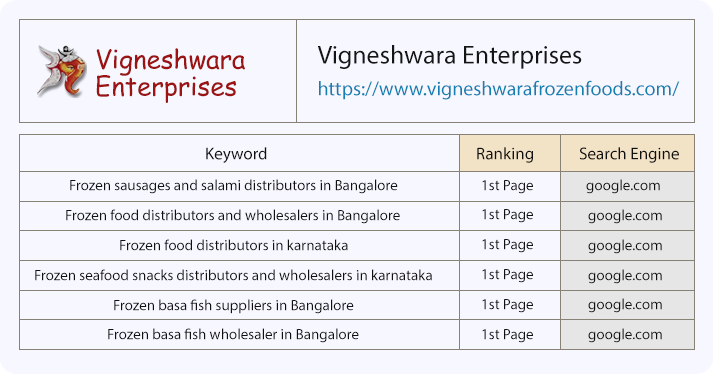 Vigneshwara
Enterprises
Vigneshwara Enterprises
https://www.vigneshwarafrozenfoods.com/
Keyword Ranking Search Engine
Frozen sausages and salami distributors in Bangalore 1st Page google.com
Frozen food distributors and wholesalers in Bangalore 1st Page google.com
Frozen food distributors in karnataka 1st Page google.com
Frozen seafood snacks distributors and wholesalers in karnataka 1st Page google.com
Frozen basa fish suppliers in Bangalore 1st Page google.com
Frozen basa fish wholesaler in Bangalore 1st Page google.com